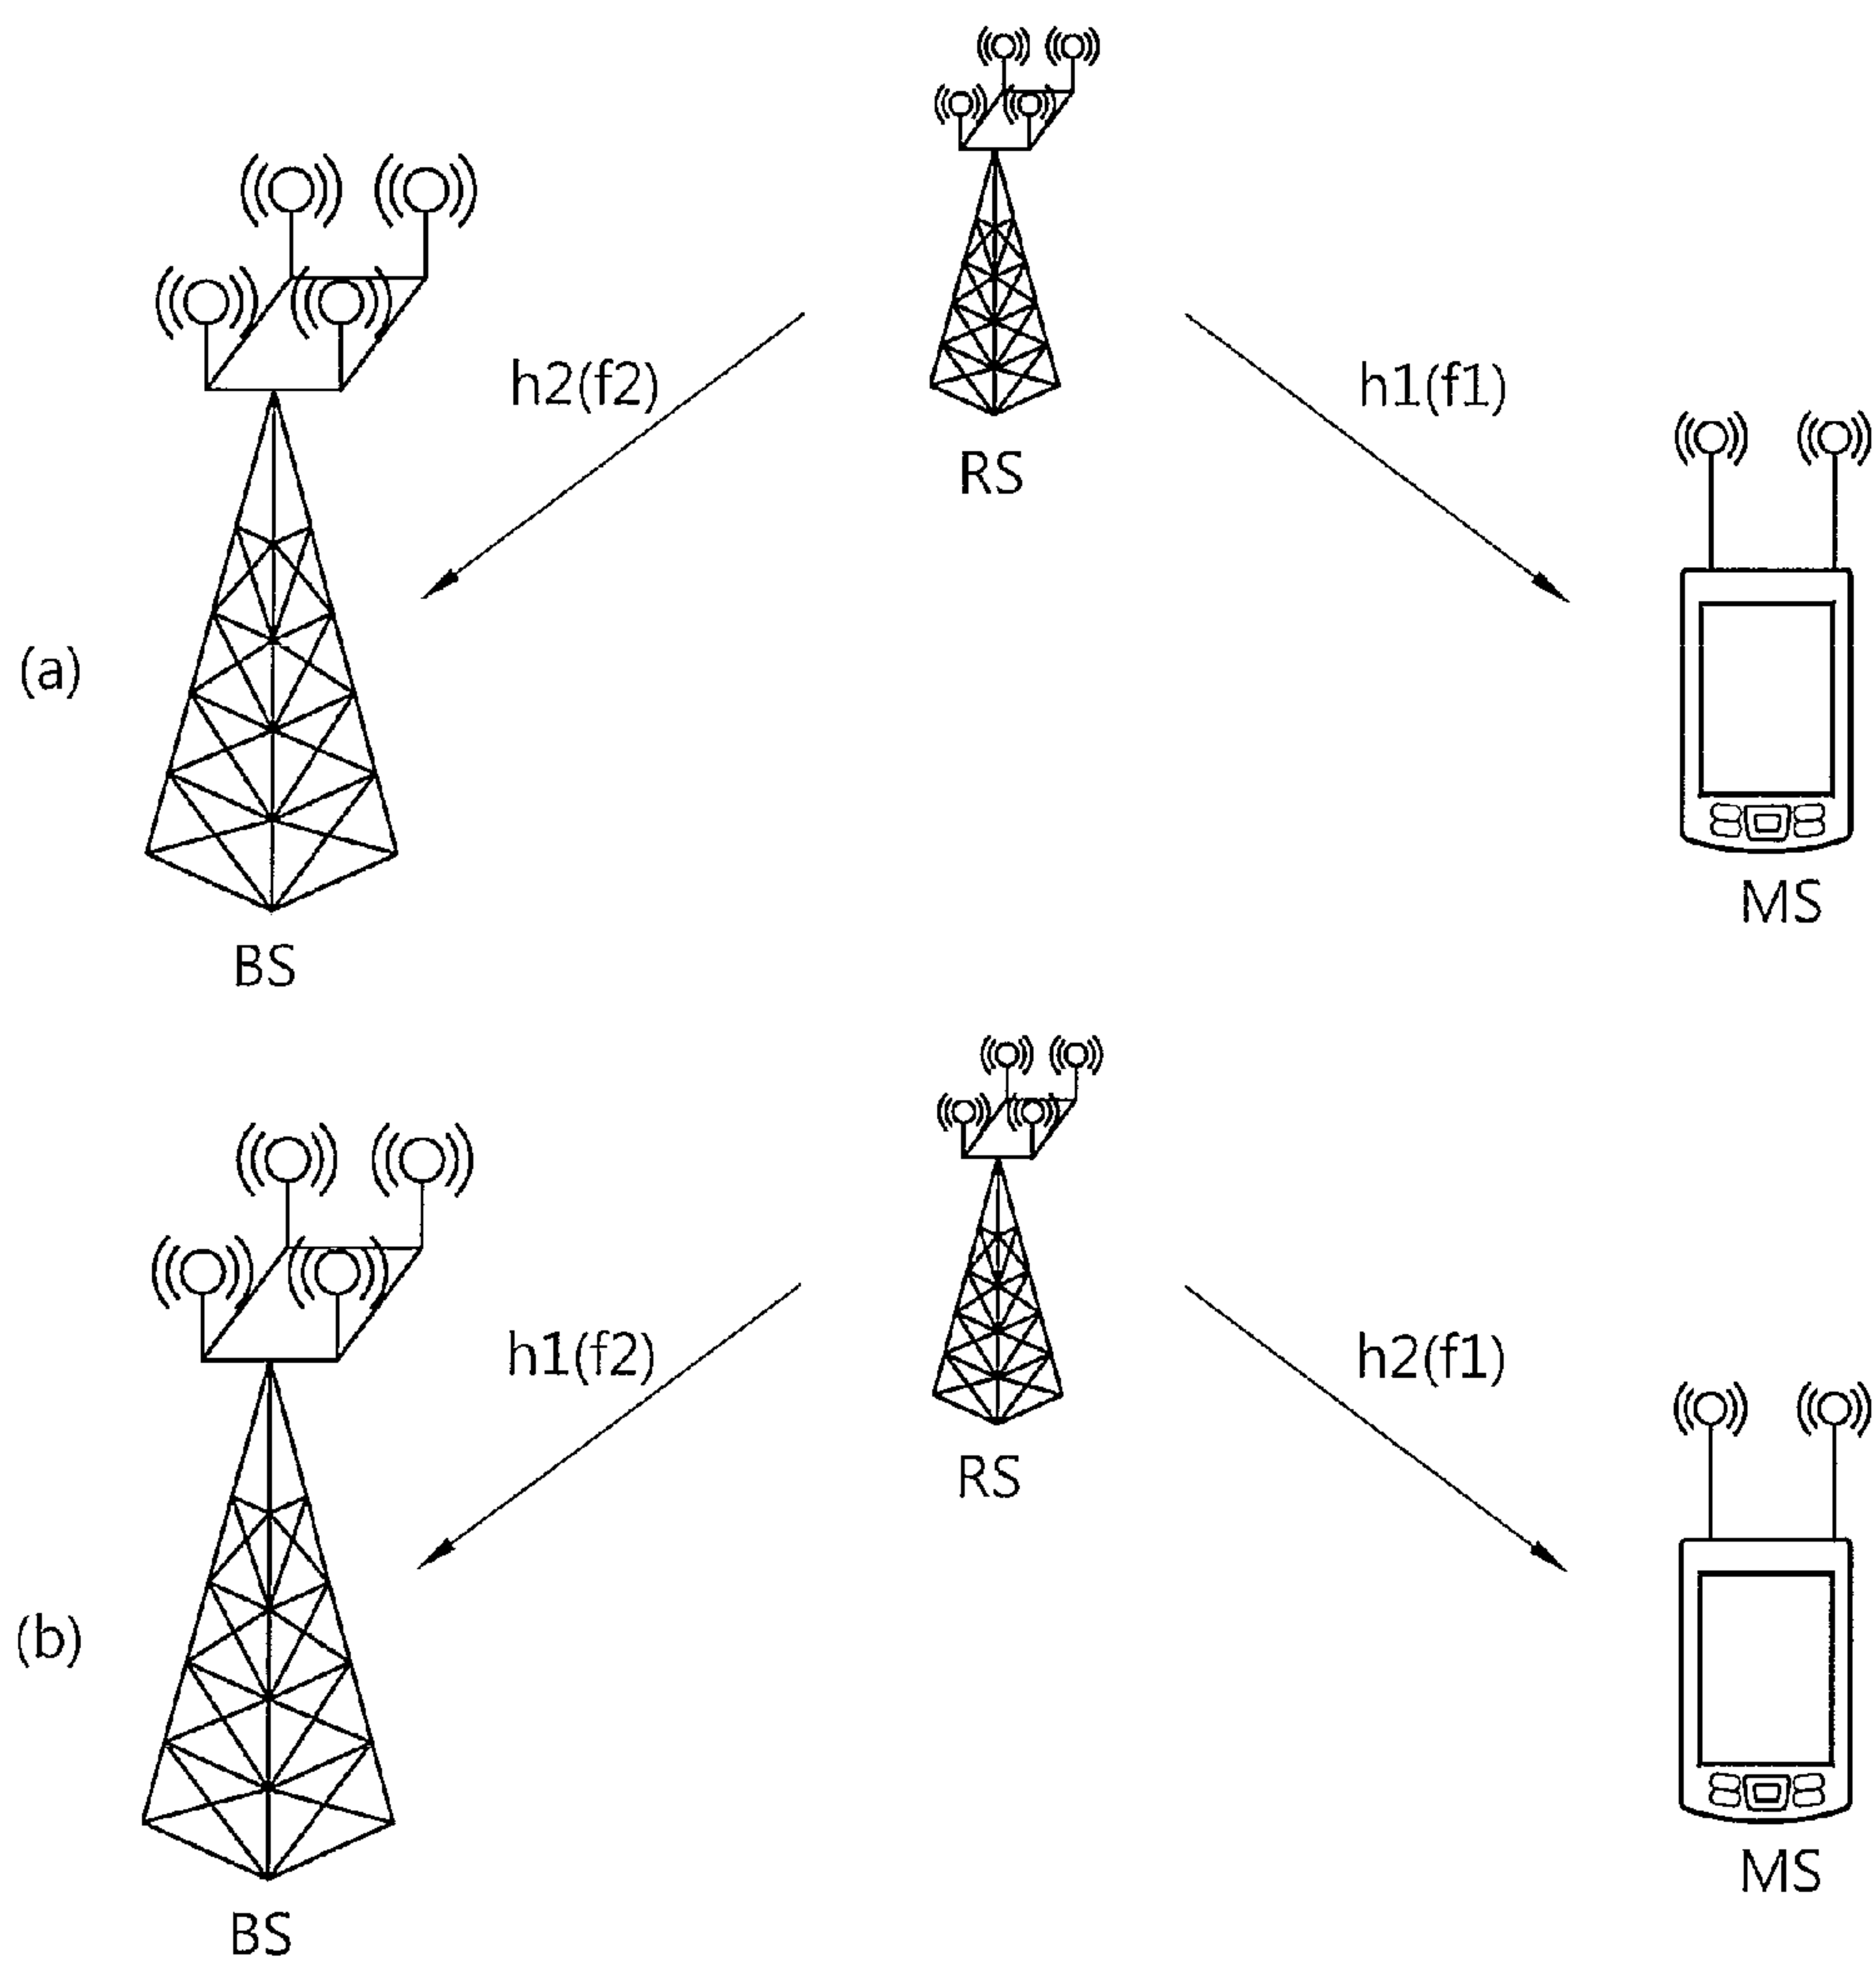 h2(f2)
h1(f1)
RS
(a)
MS
BS
h1(f2)
h2(f1)
RS
(b)
MS
BS